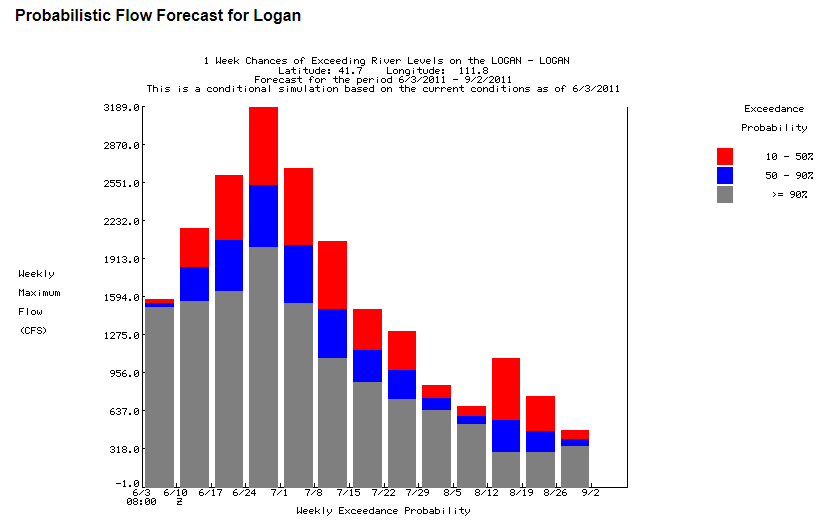 Probabilistic Flow Forecast for Logan
1 Week Chances of Exceeding River Levels on the LOGAN - LOGAN
Latitude: 41.7 Longitude: 111.8
Forecast for the period 6/3/2011 - 9/2/2011
This is a conditional simulation based on the current conditions as of 6/3/2011
Exceedance
Probability
10 - 50%
50 - 90%
>= 90%
Weekly
Maximum
Flow
(CFS)
3189.0
2870.0
2551.0
2232.0
1913.0
1594.0
1275.0
956.0
637.0
318.0
-1.0
6/3 6/10 6/17 6/24 7/1 7/8 7/15 7/22 7/29 8/5 8/12 8/19 8/26 9/2
08:00 Z
Weekly Exceedance Probability